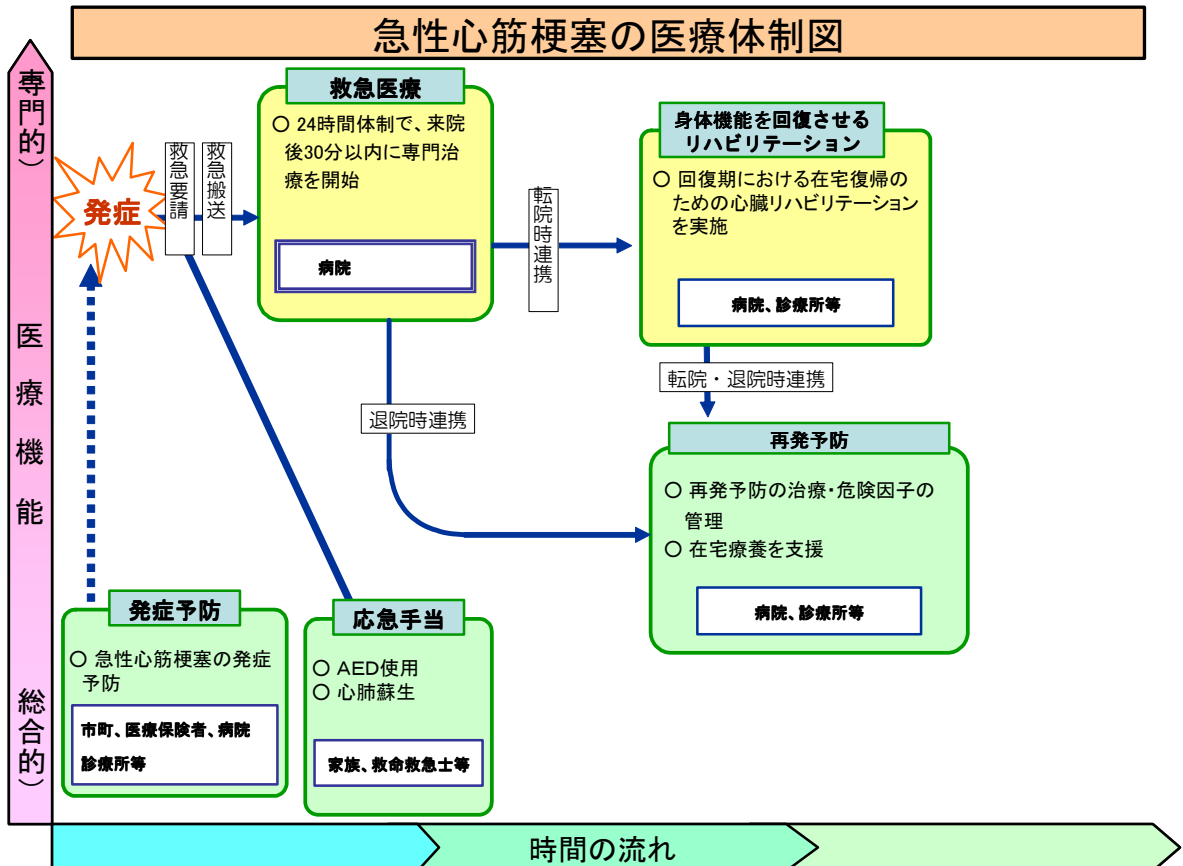 急性心筋梗塞の医療体制図
専門的）
医療機能
総合的）
発症
救急要請
救急搬送
救急医療
○ 24時間体制で、来院
後30分以内に専門治
療を開始
病院
転院時連携
身体機能を回復させる
リハビリテーション
○ 回復期における在宅復帰の
ための心臓リハビリテーション
を実施
病院、診療所等
転院・退院時連携
退院時連携
再発予防
○ 再発予防の治療・危険因子の
管理
○ 在宅療養を支援
病院、診療所等
発症予防
○ 急性心筋梗塞の発症
予防
市町、医療保険者、病院
診療所等
応急手当
○ AED使用
○ 心肺蘇生
家族、救命救急士等
時間の流れ